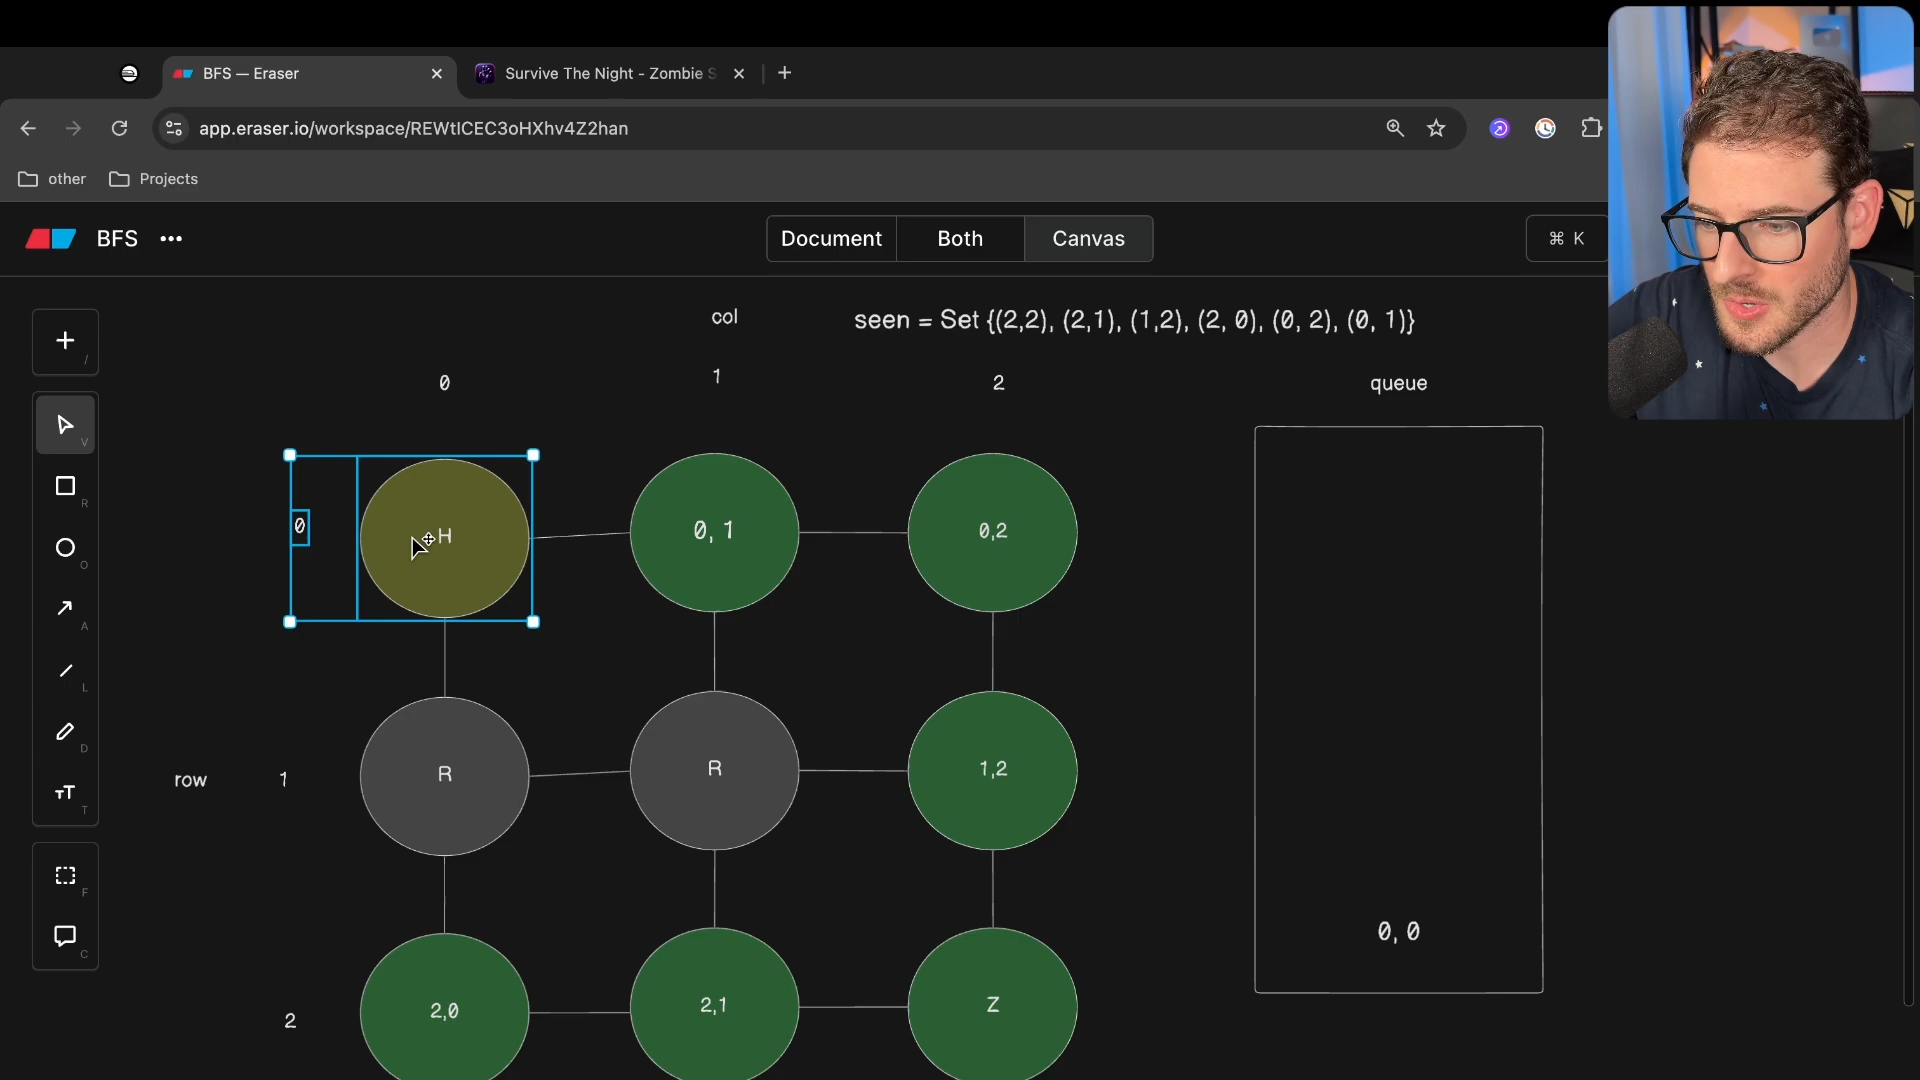 BFS — Eraser
Survive The Night - Zombie S
app.eraser.io/workspace/REWtlCEC3oHXhv4Z2han
other
Projects
BFS
Document
Both
Canvas
⌘ K
col
seen = Set {(2,2), (2,1), (1,2), (2, 0), (0, 2), (0, 1)}
0
1
2
queue
/
V
R
O
A
L
D
T
F
C
0
H
0, 1
0,2
row
1
R
R
1,2
0, 0
2
2,0
2,1
Z